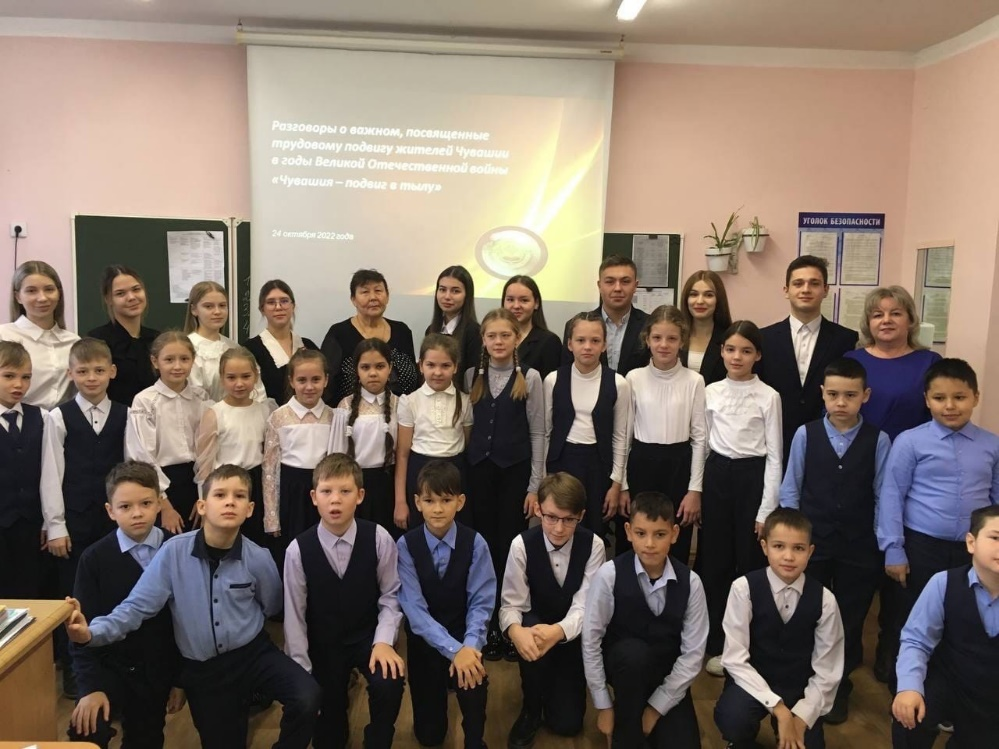 Разговоры о важном, посвященные
трудовому подвигу жителей Чувашии
в годы Великой Отечественной войны
«Чувашия – подвиг в тылу»
24 октября 2022 года
УГОЛОК БЕЗОПАСНОСТИ